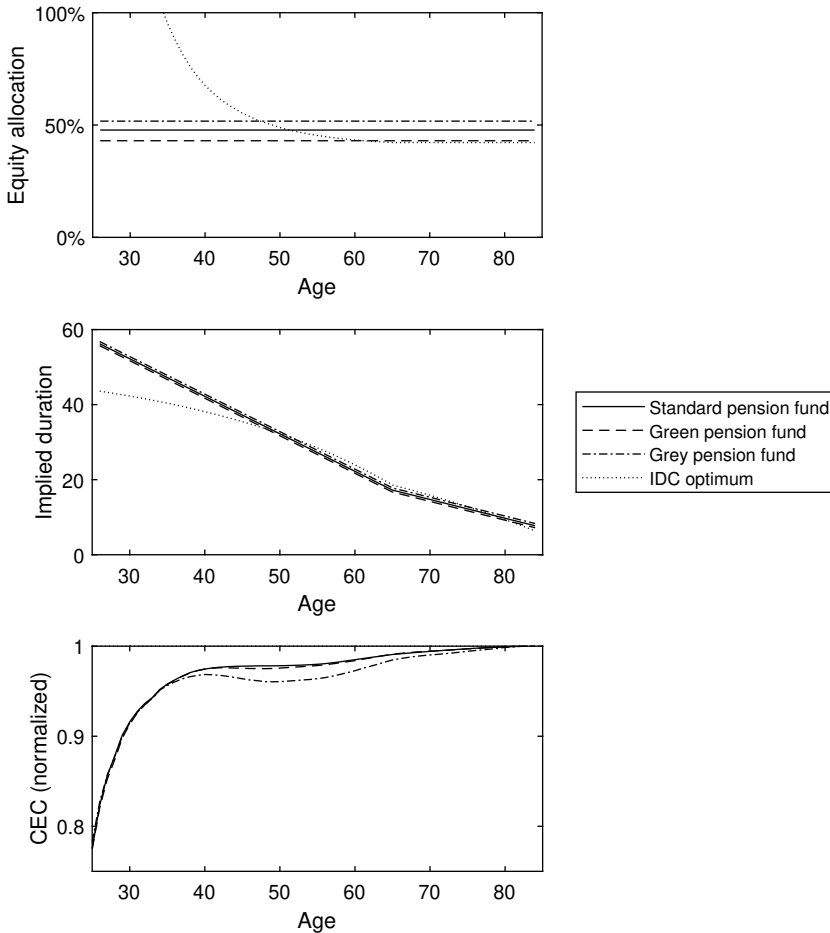 100%
50%
0%
Equity allocation
30 40 50 60 70 80
Age
60
40
20
0
Implied duration
30 40 50 60 70 80
Age
Standard pension fund
Green pension fund
Grey pension fund
IDC optimum
1
0.9
0.8
CEC (normalized)
30 40 50 60 70 80
Age